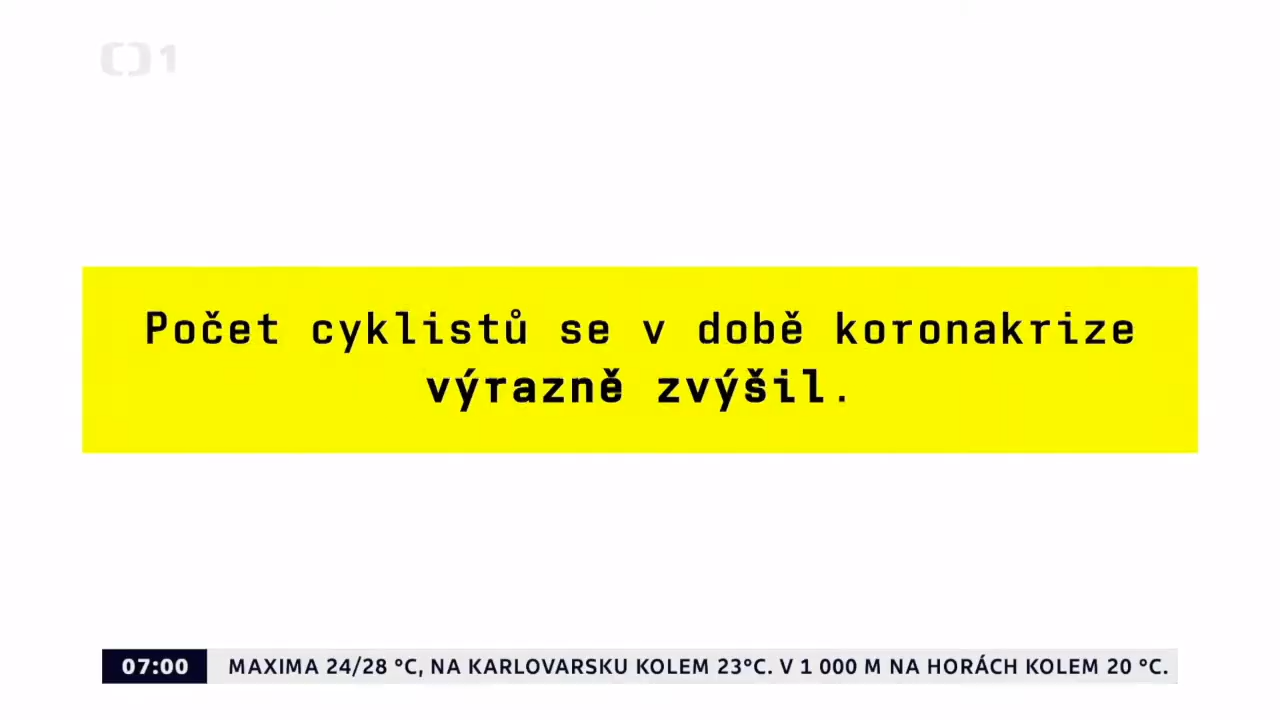 1
Počet cyklistů se v době koronakrize
výrazně zvýšil.
07:00 MAXIMA 24/28 °C, NA KARLOVARSKU KOLEM 23°C. V 1 000 M NA HORÁCH KOLEM 20 °C.